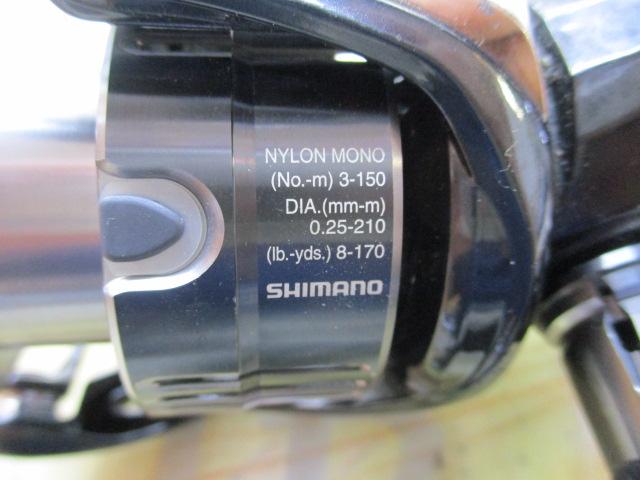 NYLON MONO
(No.-m) 3-150
DIA.(mm-m)
0.25-210
(lb.-yds.) 8-170
SHIMANO